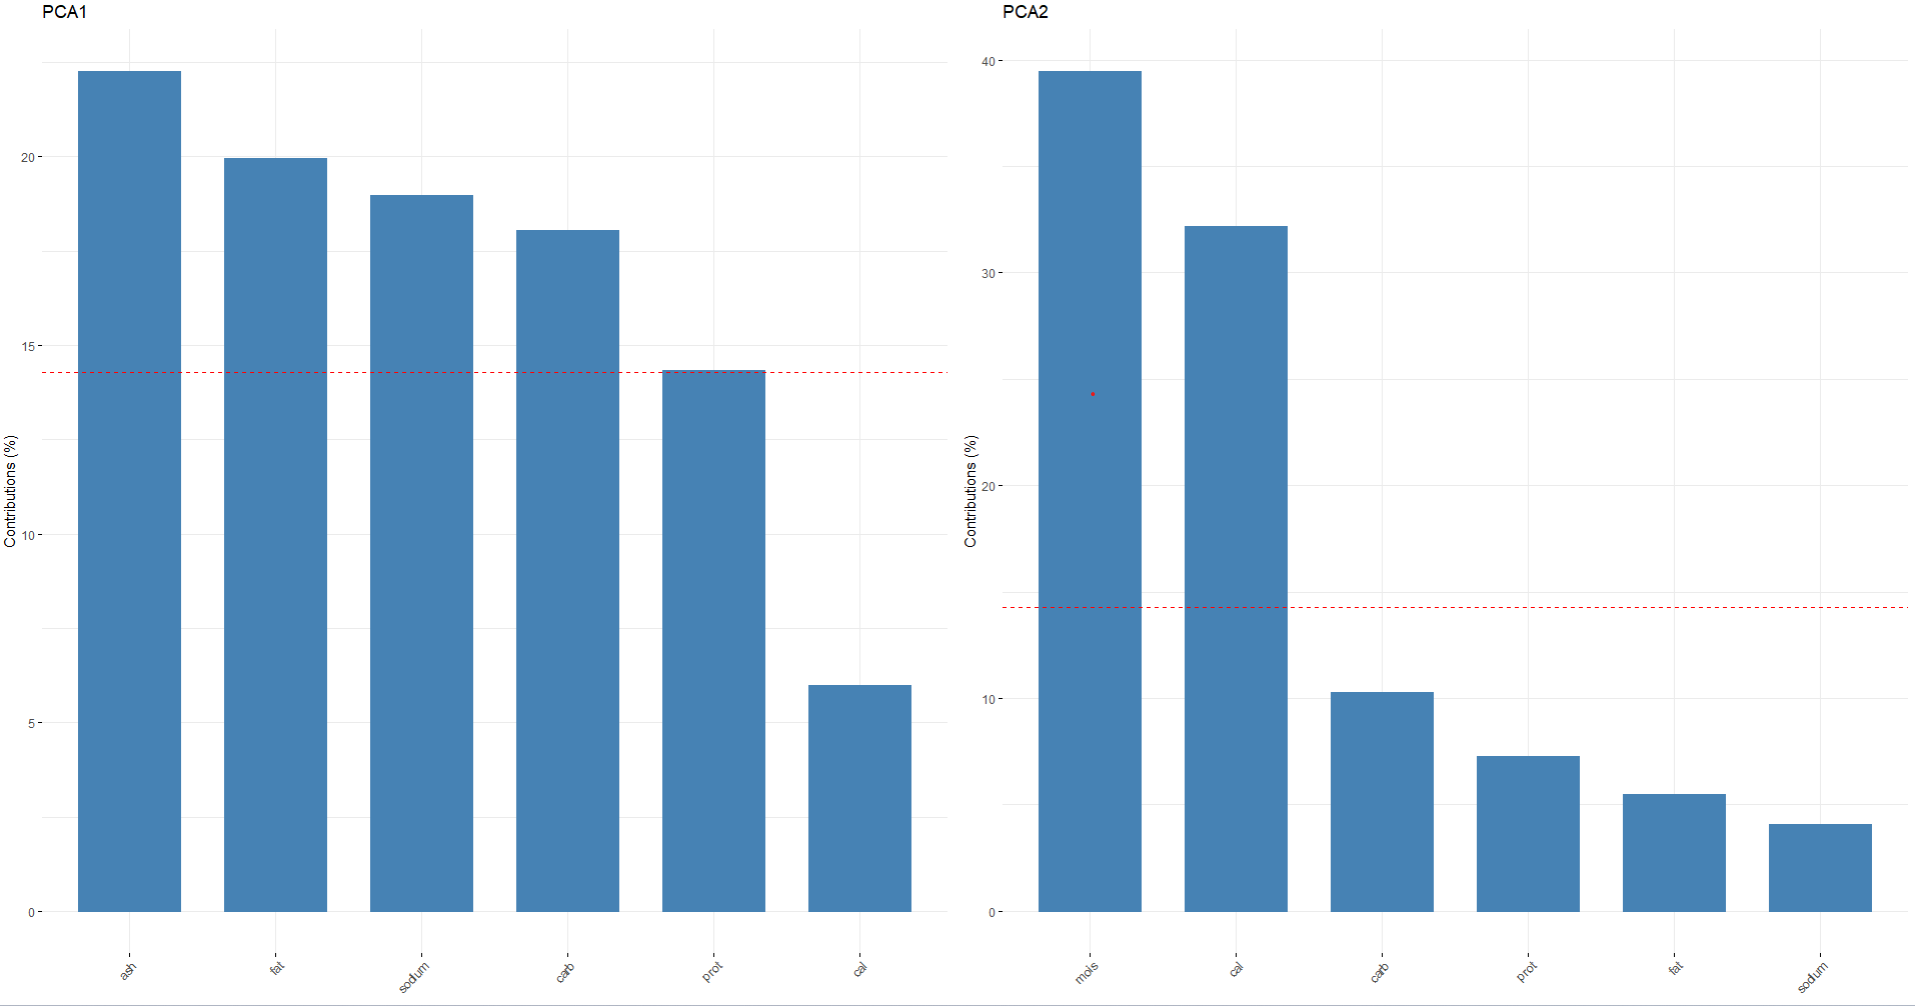 PCA1
Contributions (%)
20
15
10
5
0
ash
fat
sodium
carb
prot
cal
PCA2
Contributions (%)
40
30
20
10
0
mois
cal
carb
prot
fat
sodium